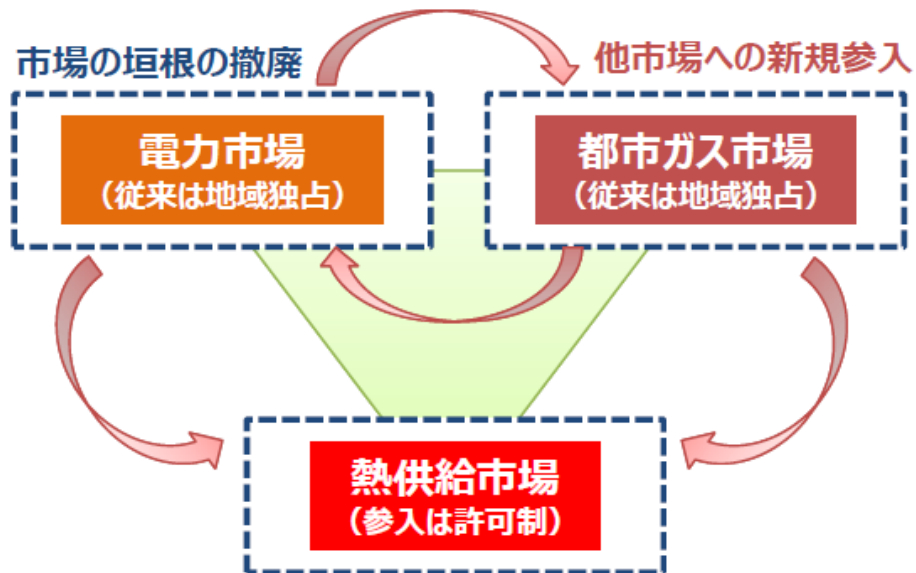 市場の垣根の撤廃
他市場への新規参入
電力市場
（従来は地域独占）
都市ガス市場
（従来は地域独占）
熱供給市場
（参入は許可制）